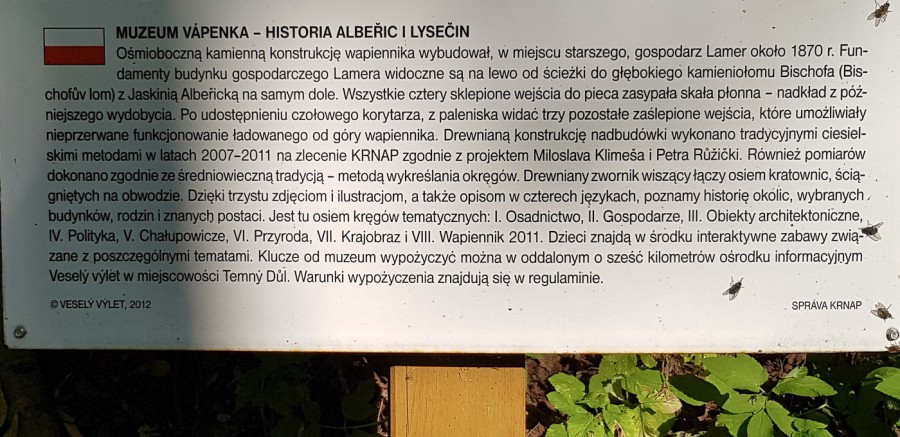 MUZEUM VÁPENKA – HISTORIA ALBEŘIC I LYSEČIN
Ośmioboczną kamienną konstrukcję wapiennika wybudował, w miejscu starszego, gospodarz Lamer około 1870 r. Fun-
damenty budynku gospodarczego Lamera widoczne są na lewo od ścieżki do głębokiego kamieniołomu Bischofa (Bis-
chofův lom) z Jaskinią Albeřicką na samym dole. Wszystkie cztery sklepione wejścia do pieca zasypała skała płonna – nadkład z póź-
niejszego wydobycia. Po udostępnieniu czołowego korytarza, z paleniska widać trzy pozostałe zaślepione wejścia, które umożliwiały
nieprzerwane funkcjonowanie ładowanego od góry wapiennika. Drewnianą konstrukcję nadbudówki wykonano tradycyjnymi ciesiel-
skimi metodami w latach 2007–2011 na zlecenie KRNAP zgodnie z projektem Miloslava Klimeša i Petra Růžički. Również pomiarów
dokonano zgodnie ze średniowieczną tradycją – metodą wykreślania okręgów. Drewniany zwornik wiszący łączy osiem kratownic, ścią-
gniętych na obwodzie. Dzięki trzystu zdjęciom i ilustracjom, a także opisom w czterech językach, poznamy historię okolic, wybranych
budynków, rodzin i znanych postaci. Jest tu osiem kręgów tematycznych: I. Osadnictwo, II. Gospodarze, III. Obiekty architektoniczne,
IV. Polityka, V. Chałupowicze, VI. Przyroda, VII. Krajobraz i VIII. Wapiennik 2011. Dzieci znajdą w środku interaktywne zabawy zwią-
zane z poszczególnymi tematami. Klucze od muzeum wypożyczyć można w oddalonym o sześć kilometrów ośrodku informacyjnym
Veselý výlet w miejscowości Temný Důl. Warunki wypożyczenia znajdują się w regulaminie.
© VESELÝ VÝLET, 2012
SPRÁVA KRNAP